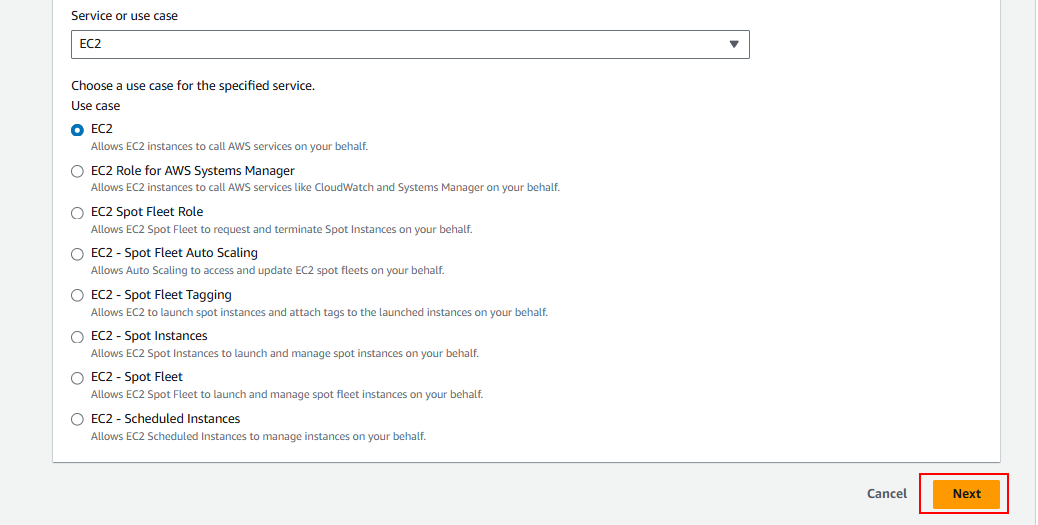 Service or use case
EC2
Choose a use case for the specified service.
Use case
EC2
Allows EC2 instances to call AWS services on your behalf.
EC2 Role for AWS Systems Manager
Allows EC2 instances to call AWS services like CloudWatch and Systems Manager on your behalf.
EC2 Spot Fleet Role
Allows EC2 Spot Fleet to request and terminate Spot Instances on your behalf.
EC2 - Spot Fleet Auto Scaling
Allows Auto Scaling to access and update EC2 spot fleets on your behalf.
EC2 - Spot Fleet Tagging
Allows EC2 to launch spot instances and attach tags to the launched instances on your behalf.
EC2 - Spot Instances
Allows EC2 Spot Instances to launch and manage spot instances on your behalf.
EC2 - Spot Fleet
Allows EC2 Spot Fleet to launch and manage spot fleet instances on your behalf.
EC2 - Scheduled Instances
Allows EC2 Scheduled Instances to manage instances on your behalf.
Cancel Next